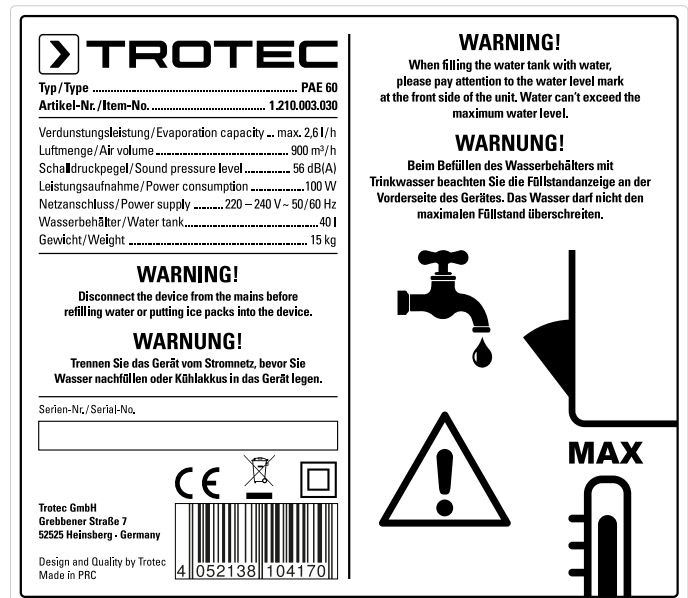 TROTEC
Typ/Type ........................ PAE 60
Artikel-Nr./Item-No. ........................ 1.210.003.030
Verdunstungsleistung/Evaporation capacity ... max. 2,6 l/h
Luftmenge/Air volume ........................ 900 m³/h
Schalldruckpegel/Sound pressure level ............ 56 dB(A)
Leistungsaufnahme/Power consumption ............ 100 W
Netzanschluss/Power supply ........ 220 – 240 V ~ 50/60 Hz
Wasserbehälter/Water tank ........................ 40 l
Gewicht/Weight ........................ 15 kg
WARNING!
Disconnect the device from the mains before
refilling water or putting ice packs into the device.
WARNUNG!
Trennen Sie das Gerät vom Stromnetz, bevor Sie
Wasser nachfüllen oder Kühlakkus in das Gerät legen.
Serien-Nr./Serial-No.
CE
Trotec GmbH
Grebbener Straße 7
52525 Heinsberg · Germany
Design and Quality by Trotec
Made in PRC
4 052138 104170
WARNING!
When filling the water tank with water,
please pay attention to the water level mark
at the front side of the unit. Water can't exceed the
maximum water level.
WARNUNG!
Beim Befüllen des Wasserbehälters mit
Trinkwasser beachten Sie die Füllstandanzeige an der
Vorderseite des Gerätes. Das Wasser darf nicht den
maximalen Füllstand überschreiten.
MAX